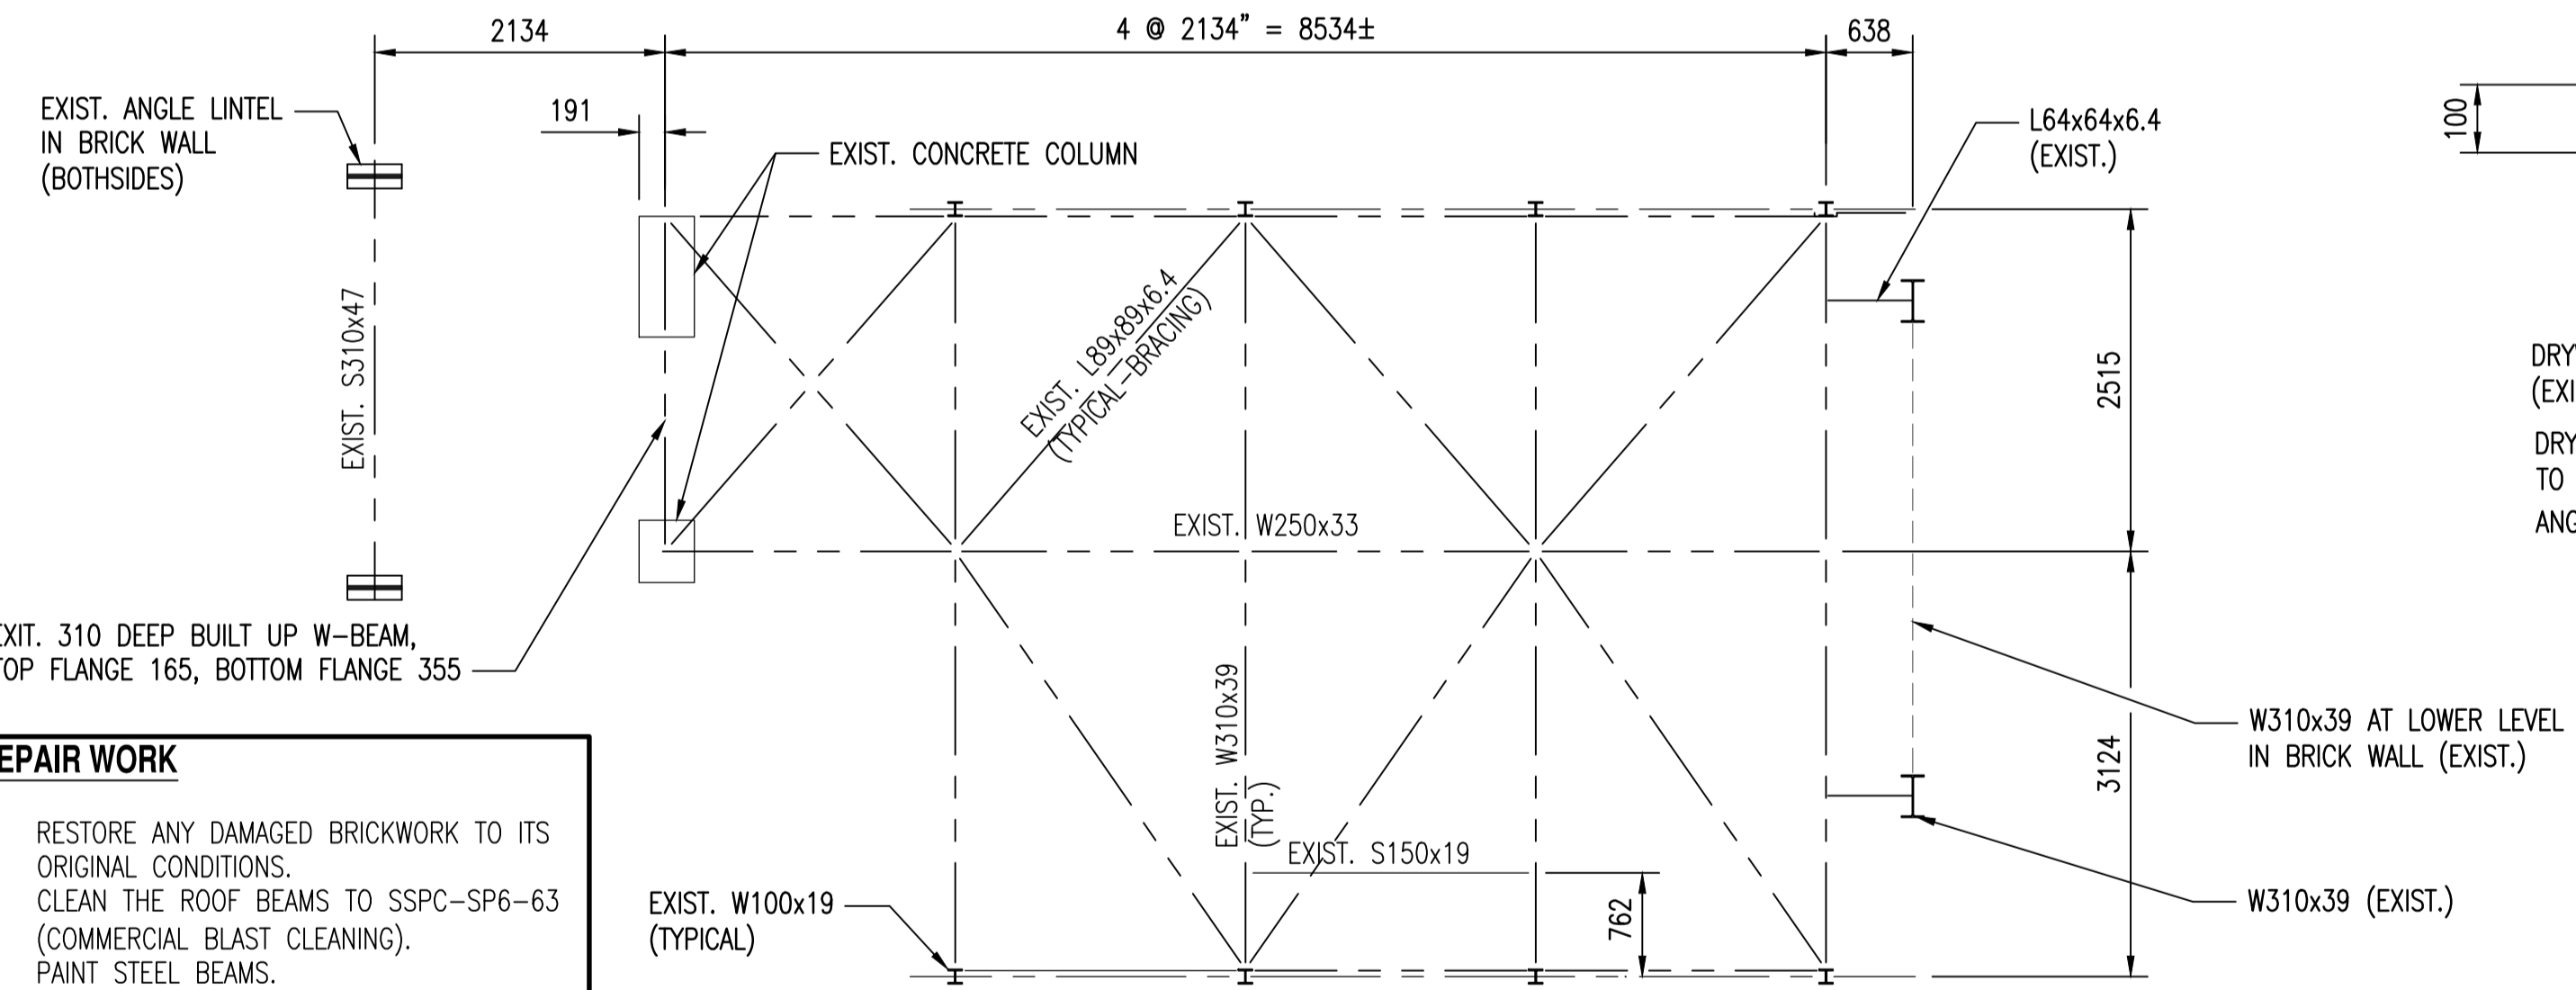 2134
4 @ 2134" = 8534±
638
EXIST. ANGLE LINTEL
IN BRICK WALL
(BOTHSIDES)
191
EXIST. CONCRETE COLUMN
L64x64x6.4
(EXIST.)
100
EXIST. S310x47
EXIST. L89x89x6.4
(TYPICAL-BRACING)
2515
DRY
(EXI
DRY
TO
ANG
EXIST. W250x33
EXIT. 310 DEEP BUILT UP W-BEAM,
TOP FLANGE 165, BOTTOM FLANGE 355
EXIST. W310x39
(TYP.)
3124
W310x39 AT LOWER LEVEL
IN BRICK WALL (EXIST.)
EPAIR WORK
RESTORE ANY DAMAGED BRICKWORK TO ITS
ORIGINAL CONDITIONS.
CLEAN THE ROOF BEAMS TO SSPC-SP6-63
(COMMERCIAL BLAST CLEANING).
PAINT STEEL BEAMS.
EXIST. S150x19
EXIST. W100x19
(TYPICAL)
762
W310x39 (EXIST.)